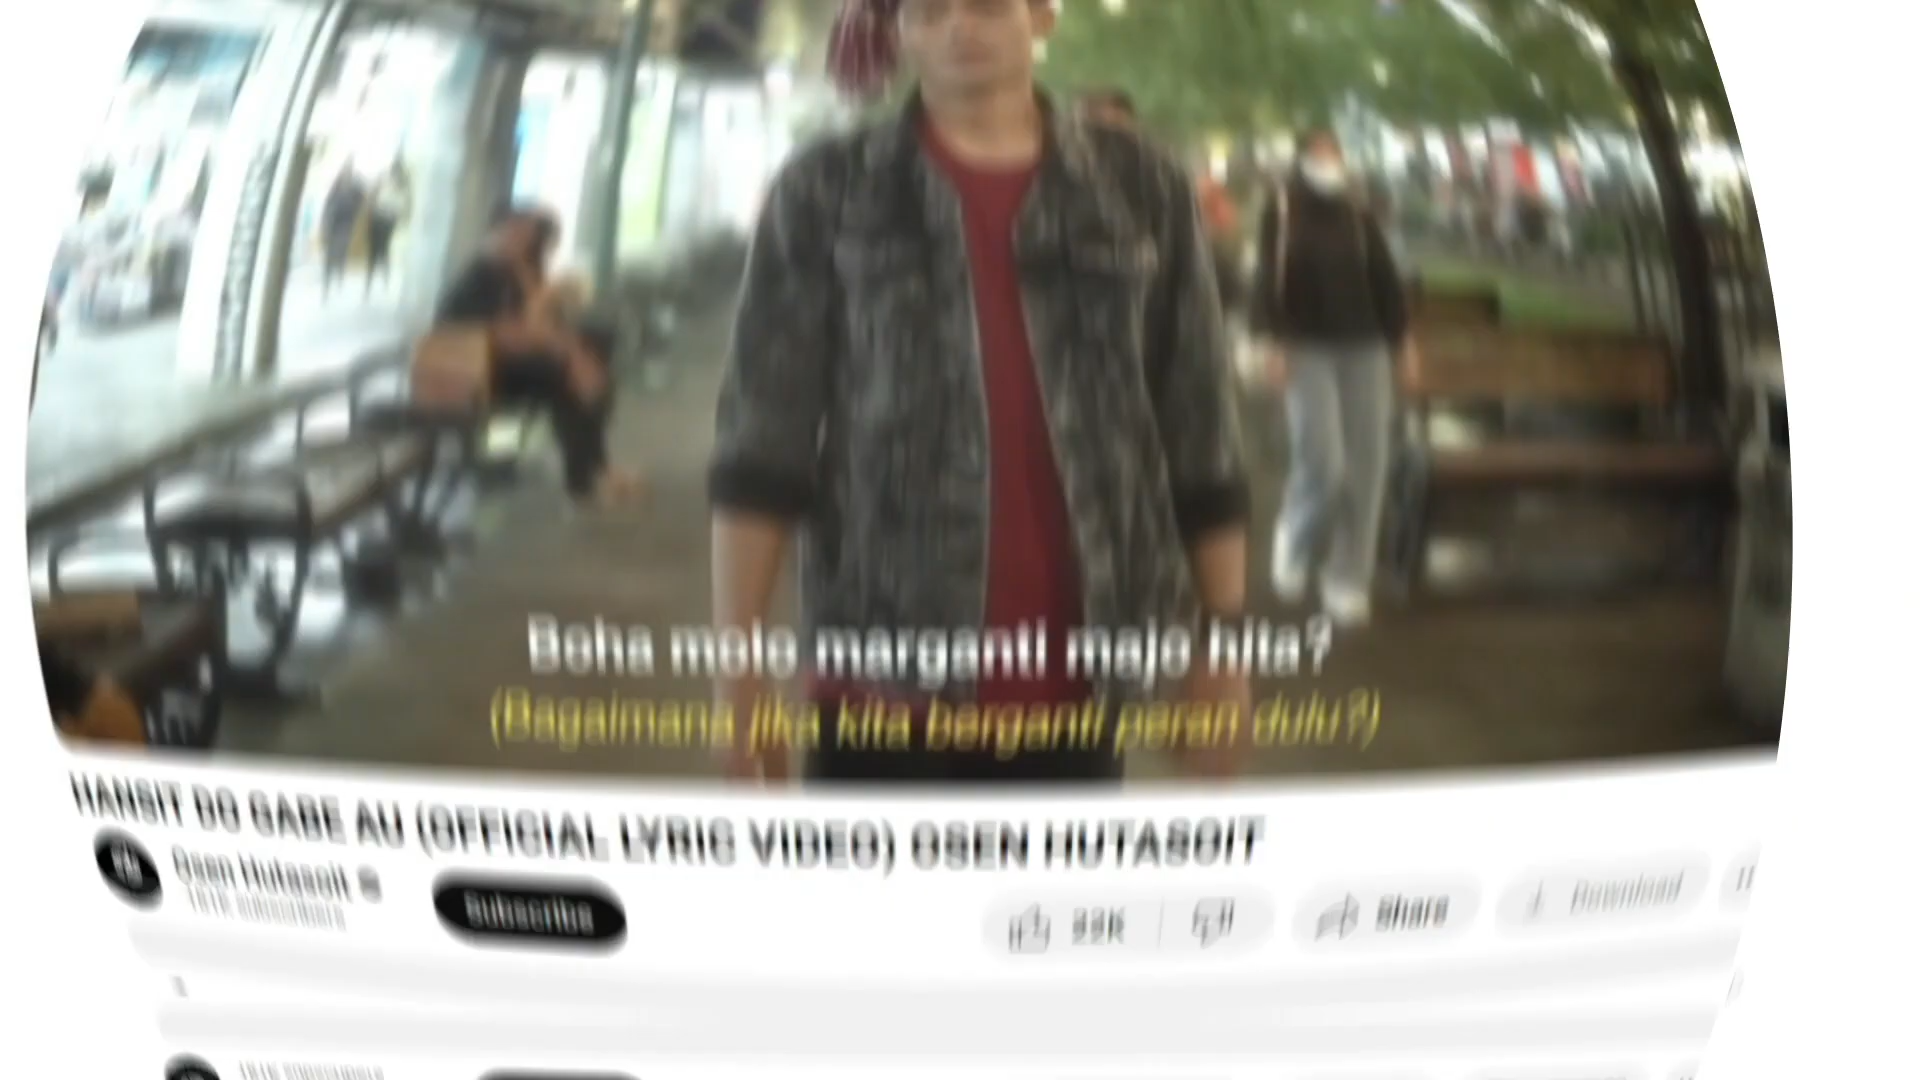 Boha molo marganti majo hita?
(Bagaimana jika kita berganti peran dulu?)
HANSIT DO GABE AU (OFFICIAL LYRIC VIDEO) OSEN HUTASOIT
Osen Hutasoit
Subscribe
22K
Share
Download